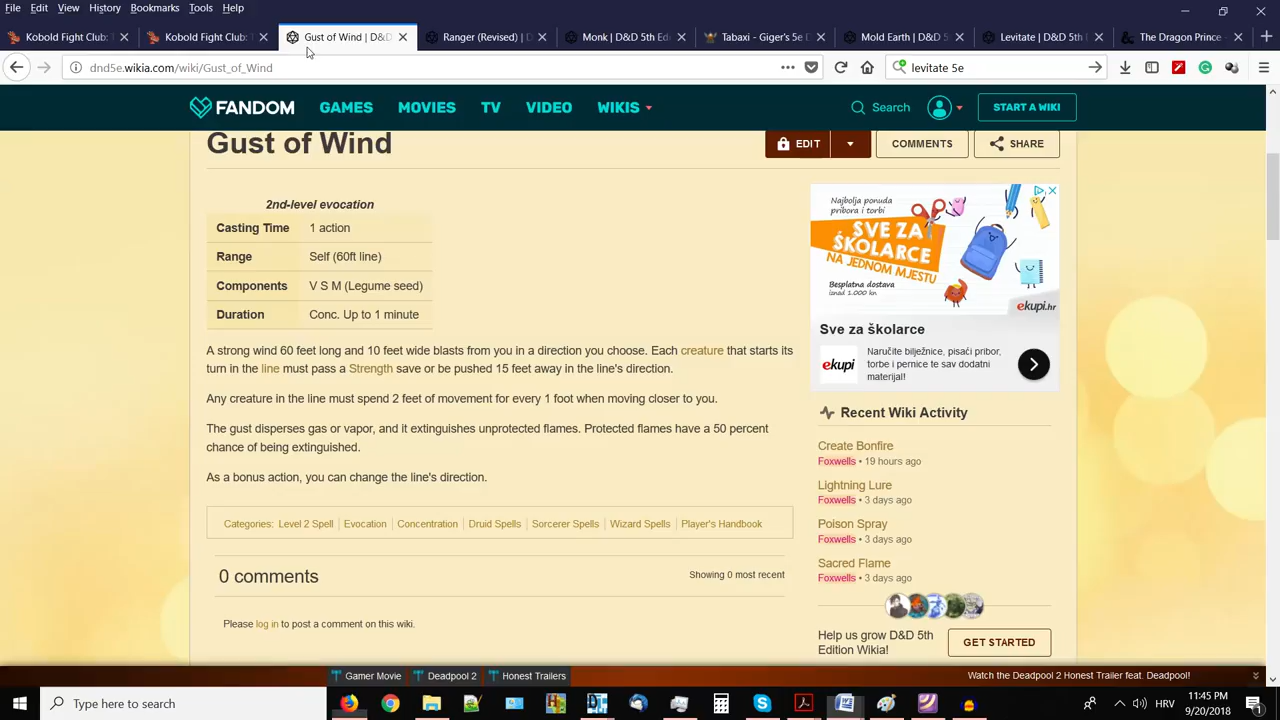 File Edit View History Bookmarks Tools Help
Kobold Fight Club: Kobold Fight Club: Gust of Wind | D&D Ranger (Revised) | D Monk | D&D 5th Ed Tabaxi - Giger's 5e D Mold Earth | D&D 5 Levitate | D&D 5th The Dragon Prince -
dnd5e.wikia.com/wiki/Gust_of_Wind levitate 5e
FANDOM GAMES MOVIES TV VIDEO WIKIS Search START A WIKI
Gust of Wind EDIT COMMENTS SHARE
2nd-level evocation
Casting Time 1 action
Range Self (60ft line)
Components V S M (Legume seed)
Duration Conc. Up to 1 minute
A strong wind 60 feet long and 10 feet wide blasts from you in a direction you choose. Each creature that starts its
turn in the line must pass a Strength save or be pushed 15 feet away in the line's direction.
Any creature in the line must spend 2 feet of movement for every 1 foot when moving closer to you.
The gust disperses gas or vapor, and it extinguishes unprotected flames. Protected flames have a 50 percent
chance of being extinguished.
As a bonus action, you can change the line's direction.
Categories: Level 2 Spell Evocation Concentration Druid Spells Sorcerer Spells Wizard Spells Player's Handbook
0 comments Showing 0 most recent
Please log in to post a comment on this wiki.
Najbolja ponuda
pribora i torbi
SVE ZA
ŠKOLARCE
NA JEDNOM MJESTU
Besplatna dostava
iznad 1.000 kn
ekupi.hr
Sve za školarce
ekupi
Naručite bilježnice, pisaći pribor,
torbe i pernice te sav dodatni
materijal!
Recent Wiki Activity
Create Bonfire
Foxwells • 19 hours ago
Lightning Lure
Foxwells • 3 days ago
Poison Spray
Foxwells • 3 days ago
Sacred Flame
Foxwells • 3 days ago
Help us grow D&D 5th
Edition Wikia!
GET STARTED
Gamer Movie Deadpool 2 Honest Trailers Watch the Deadpool 2 Honest Trailer feat. Deadpool!
Type here to search
HRV
11:45 PM
9/20/2018